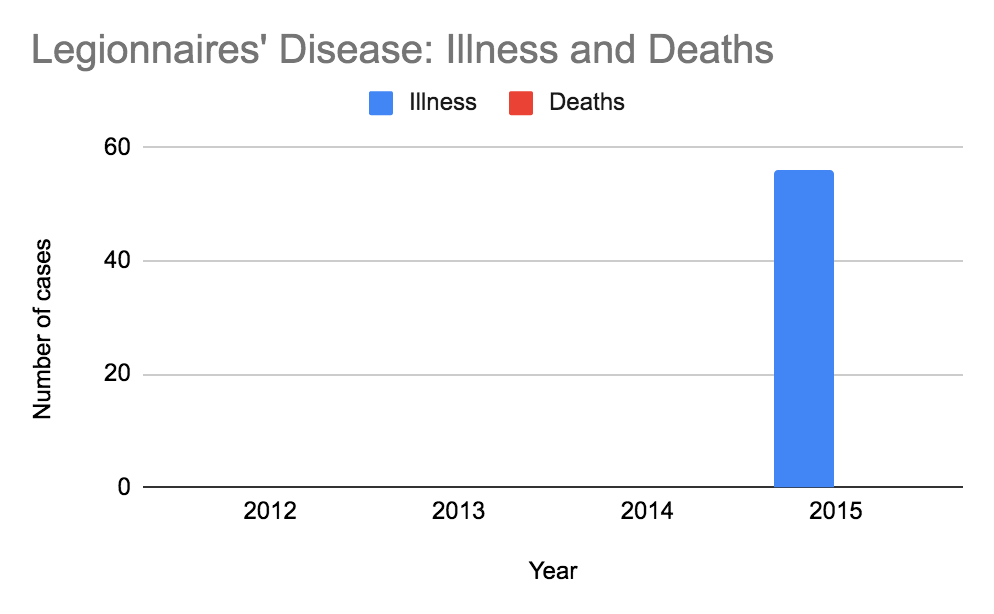 Legionnaires' Disease: Illness and Deaths
Illness Deaths
60
40
20
0
Number of cases
2012 2013 2014 2015
Year